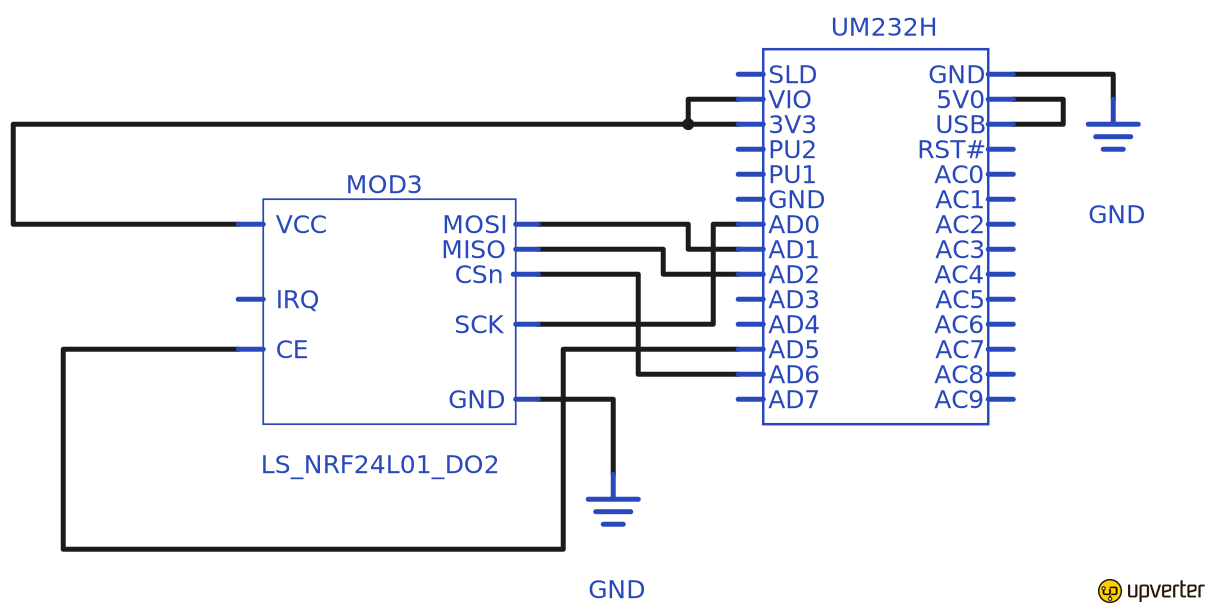 UM232H
SLD GND
VIO 5V0
3V3 USB
PU2 RST#
PU1 AC0
GND AC1
AD0 AC2
AD1 AC3
AD2 AC4
AD3 AC5
AD4 AC6
AD5 AC7
AD6 AC8
AD7 AC9
GND
MOD3
VCC MOSI
MISO
CSn
IRQ
SCK
CE
GND
LS_NRF24L01_DO2
GND
upverter